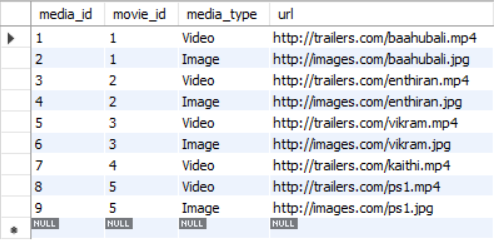 media_id movie_id media_type url
1 1 Video http://trailers.com/baahubali.mp4
2 1 Image http://images.com/baahubali.jpg
3 2 Video http://trailers.com/enthiran.mp4
4 2 Image http://images.com/enthiran.jpg
5 3 Video http://trailers.com/vikram.mp4
6 3 Image http://images.com/vikram.jpg
7 4 Video http://trailers.com/kaithi.mp4
8 5 Video http://trailers.com/ps1.mp4
9 5 Image http://images.com/ps1.jpg
NULL NULL NULL NULL